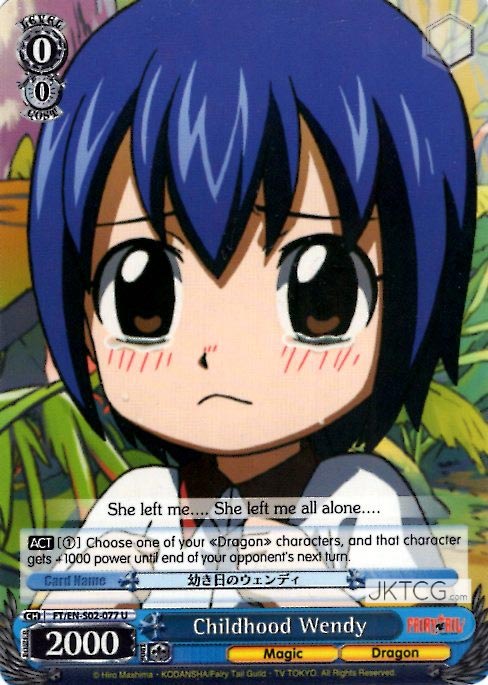 LEVEL
0
0
COST
She left me.... She left me all alone....
ACT [①] Choose one of your «Dragon» characters, and that character
gets +1000 power until end of your opponent's next turn.
Card Name 幼き日のウェンディ
JKTCG.com
CH FT/EN-S02-077 U
Childhood Wendy
FAIRY TAIL
POWER 2000
Magic Dragon
© Hiro Mashima・KODANSHA/Fairy Tail Guild・TV TOKYO. All Rights Reserved.